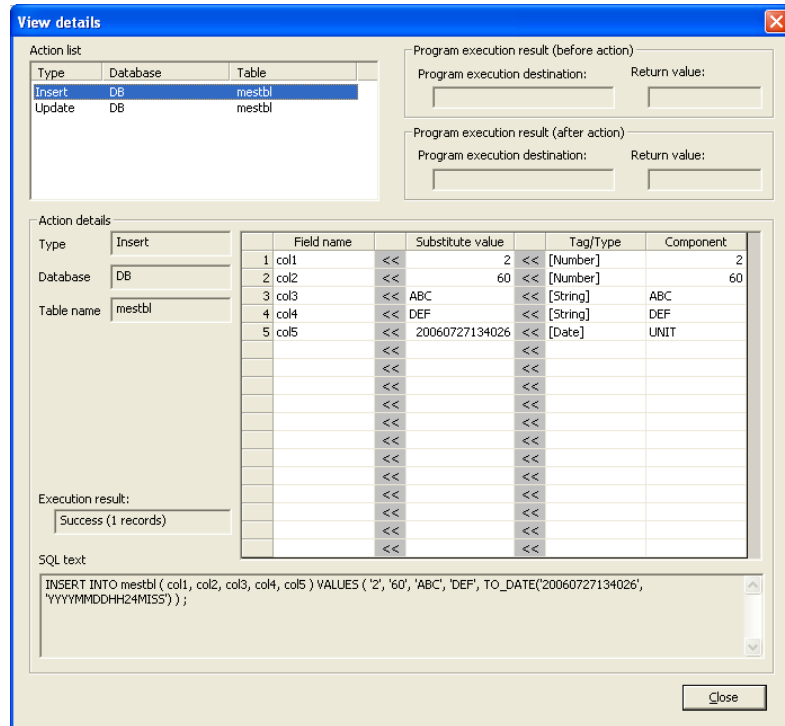 View details
Action list
Type Database Table
Insert DB mestbl
Update DB mestbl
Program execution result (before action)
Program execution destination: Return value:
Program execution result (after action)
Program execution destination: Return value:
Action details
Type Insert
Database DB
Table name mestbl
Field name Substitute value Tag/Type Component
1 col1 << 2 << [Number] 2
2 col2 << 60 << [Number] 60
3 col3 << ABC << [String] ABC
4 col4 << DEF << [String] DEF
5 col5 << 20060727134026 << [Date] UNIT
<< <<
<< <<
<< <<
<< <<
<< <<
<< <<
<< <<
<< <<
<< <<
<< <<
<< <<
<< <<
Execution result:
Success (1 records)
SQL text
INSERT INTO mestbl ( col1, col2, col3, col4, col5 ) VALUES ( '2', '60', 'ABC', 'DEF', TO_DATE('20060727134026',
'YYYYMMDDHH24MISS') ) ;
Close